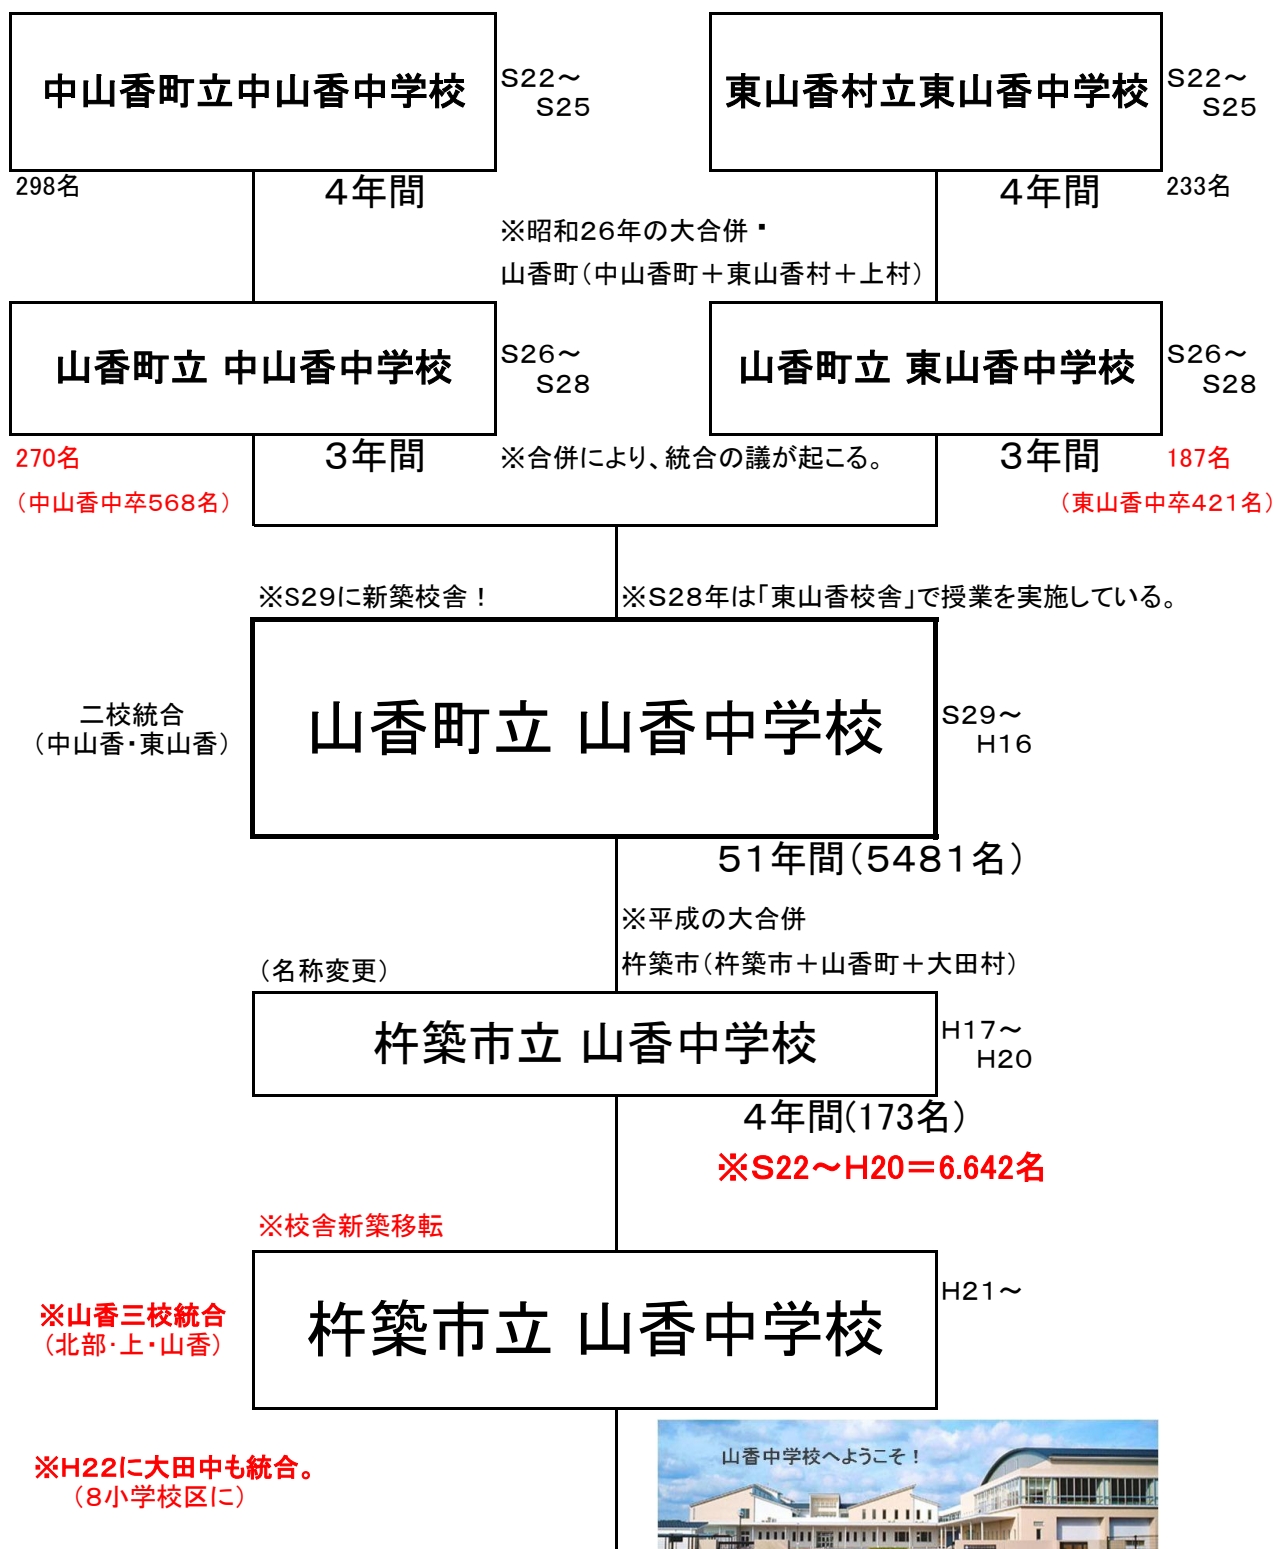 中山香町立中山香中学校
S22～
S25
東山香村立東山香中学校
S22～
S25
298名
4年間
4年間
233名
※昭和26年の大合併
山香町(中山香町＋東山香村＋上村)
山香町立 中山香中学校
S26～
S28
山香町立 東山香中学校
S26～
S28
270名
3年間
※合併により、統合の議が起こる。
3年間
187名
(中山香中卒568名)
(東山香中卒421名)
※S29に新築校舎！
※S28年は「東山香校舎」で授業を実施している。
二校統合
(中山香・東山香)
山香町立 山香中学校
S29～
H16
51年間(5481名)
※平成の大合併
(名称変更)
杵築市(杵築市＋山香町＋大田村)
杵築市立 山香中学校
H17～
H20
4年間(173名)
※S22～H20＝6.642名
※校舎新築移転
※山香三校統合
(北部・上・山香)
杵築市立 山香中学校
H21～
※H22に大田中も統合。
(8小学校区に)
山香中学校へようこそ！